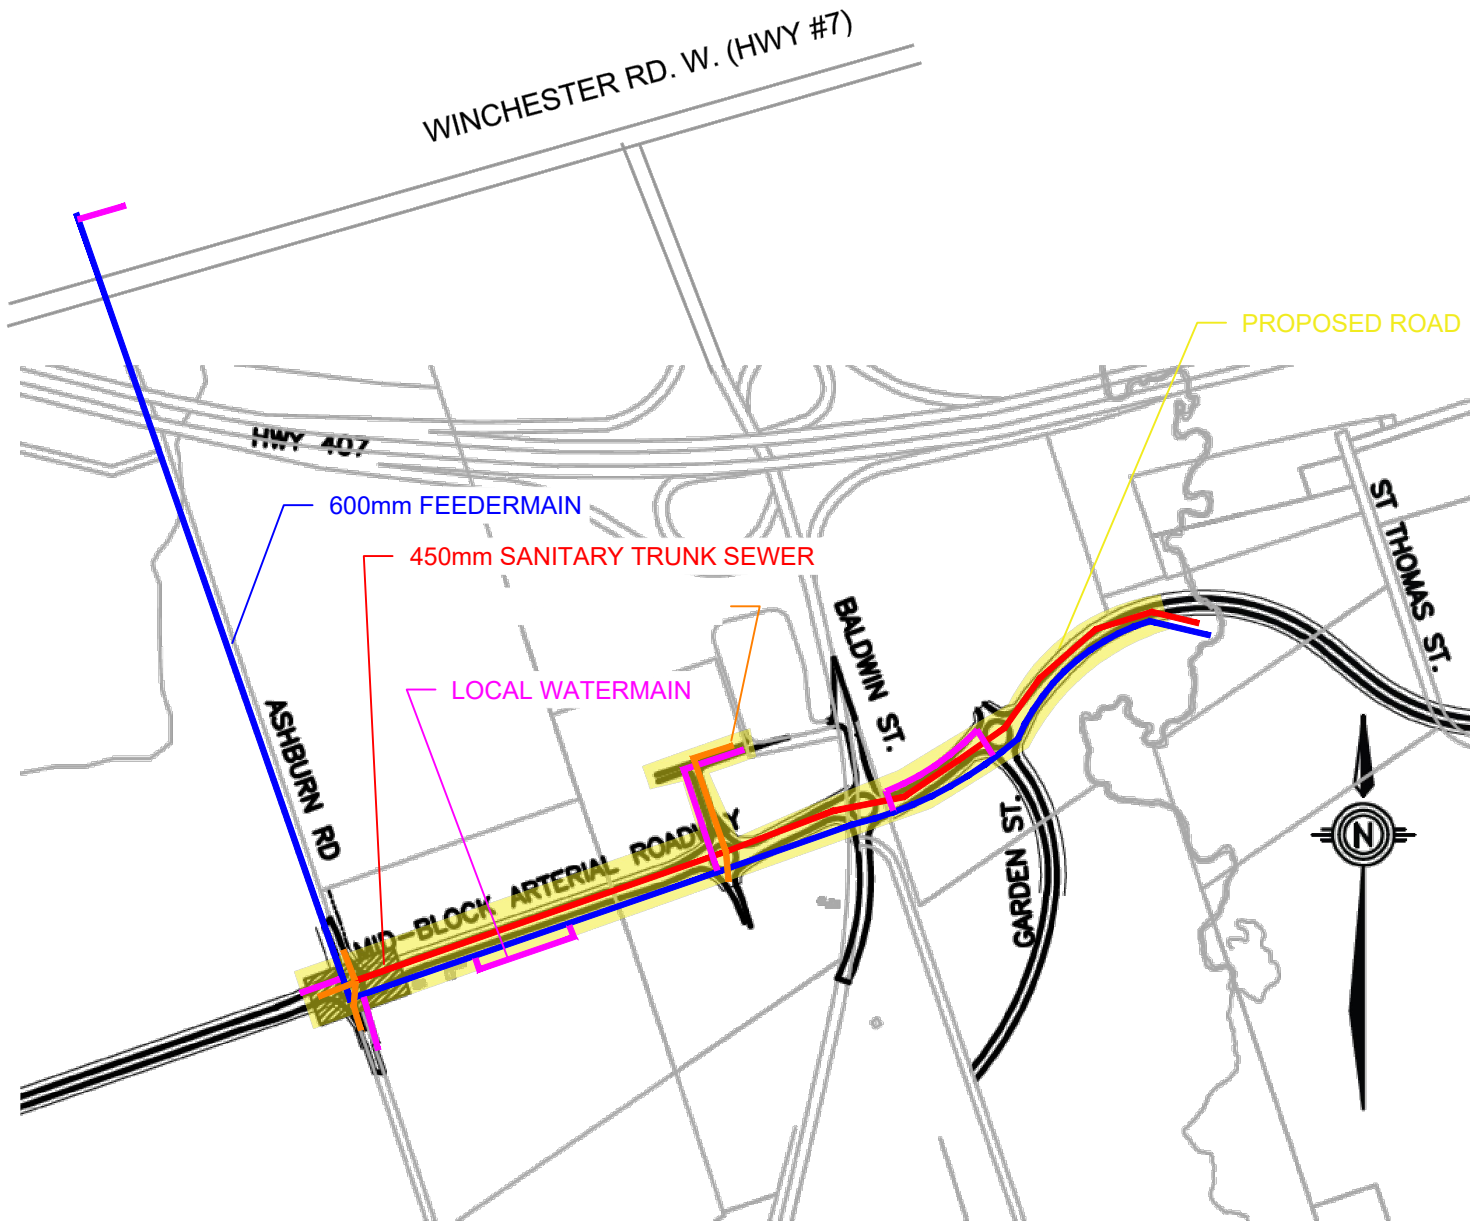 WINCHESTER RD. W. (HWY #7)
PROPOSED ROAD
HWY 407
600mm FEEDERMAIN
450mm SANITARY TRUNK SEWER
ST THOMAS ST.
BALDWIN ST.
LOCAL WATERMAIN
ASHBURN RD
MID-BLOCK ARTERIAL ROADWAY
GARDEN ST.
N